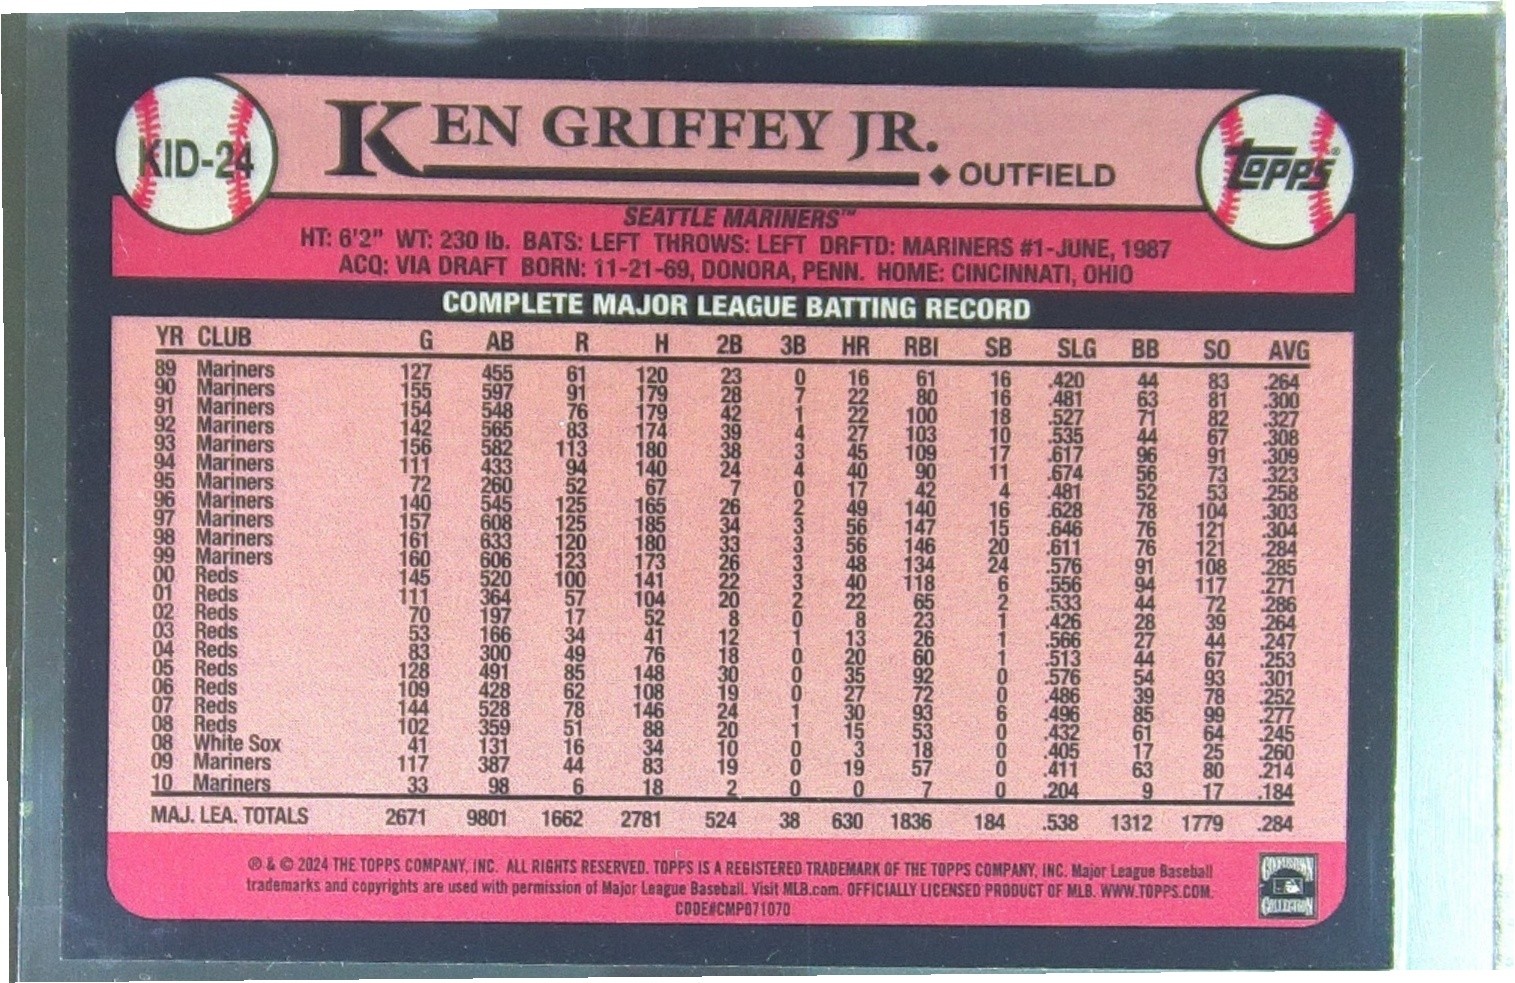 KID-24
KEN GRIFFEY JR.
◆ OUTFIELD
TOPPS®
SEATTLE MARINERS™
HT: 6'2" WT: 230 lb. BATS: LEFT THROWS: LEFT DRFTD: MARINERS #1-JUNE, 1987
ACQ: VIA DRAFT BORN: 11-21-69, DONORA, PENN. HOME: CINCINNATI, OHIO
COMPLETE MAJOR LEAGUE BATTING RECORD
YR CLUB G AB R H 2B 3B HR RBI SB SLG BB SO AVG
89 Mariners 127 455 61 120 23 0 16 61 16 .420 44 83 .264
90 Mariners 155 597 91 179 28 7 22 80 16 .481 63 81 .300
91 Mariners 154 548 76 179 42 1 22 100 18 .527 71 82 .327
92 Mariners 142 565 83 174 39 4 27 103 10 .535 44 67 .308
93 Mariners 156 582 113 180 38 3 45 109 17 .617 96 91 .309
94 Mariners 111 433 94 140 24 4 40 90 11 .674 56 73 .323
95 Mariners 72 260 52 67 7 0 17 42 4 .481 52 53 .258
96 Mariners 140 545 125 165 26 2 49 140 16 .628 78 104 .303
97 Mariners 157 608 125 185 34 3 56 147 15 .646 76 121 .304
98 Mariners 161 633 120 180 33 3 56 146 20 .611 76 121 .284
99 Mariners 160 606 123 173 26 3 48 134 24 .576 91 108 .285
00 Reds 145 520 100 141 22 3 40 118 6 .556 94 117 .271
01 Reds 111 364 57 104 20 2 22 65 2 .533 44 72 .286
02 Reds 70 197 17 52 8 0 8 23 1 .426 28 39 .264
03 Reds 53 166 34 41 12 1 13 26 1 .566 27 44 .247
04 Reds 83 300 49 76 18 0 20 60 1 .513 44 67 .253
05 Reds 128 491 85 148 30 0 35 92 0 .576 54 93 .301
06 Reds 109 428 62 108 19 0 27 72 0 .486 39 78 .252
07 Reds 144 528 78 146 24 1 30 93 6 .496 85 99 .277
08 Reds 102 359 51 88 20 1 15 53 0 .432 61 64 .245
08 White Sox 41 131 16 34 10 0 3 18 0 .405 17 25 .260
09 Mariners 117 387 44 83 19 0 19 57 0 .411 63 80 .214
10 Mariners 33 98 6 18 2 0 0 7 0 .204 9 17 .184
MAJ. LEA. TOTALS 2671 9801 1662 2781 524 38 630 1836 184 .538 1312 1779 .284
® & © 2024 THE TOPPS COMPANY, INC. ALL RIGHTS RESERVED. TOPPS IS A REGISTERED TRADEMARK OF THE TOPPS COMPANY, INC. Major League Baseball
trademarks and copyrights are used with permission of Major League Baseball. Visit MLB.com. OFFICIALLY LICENSED PRODUCT OF MLB. WWW.TOPPS.COM.
CODE#CMP071070
COOPERSTOWN
COLLECTION